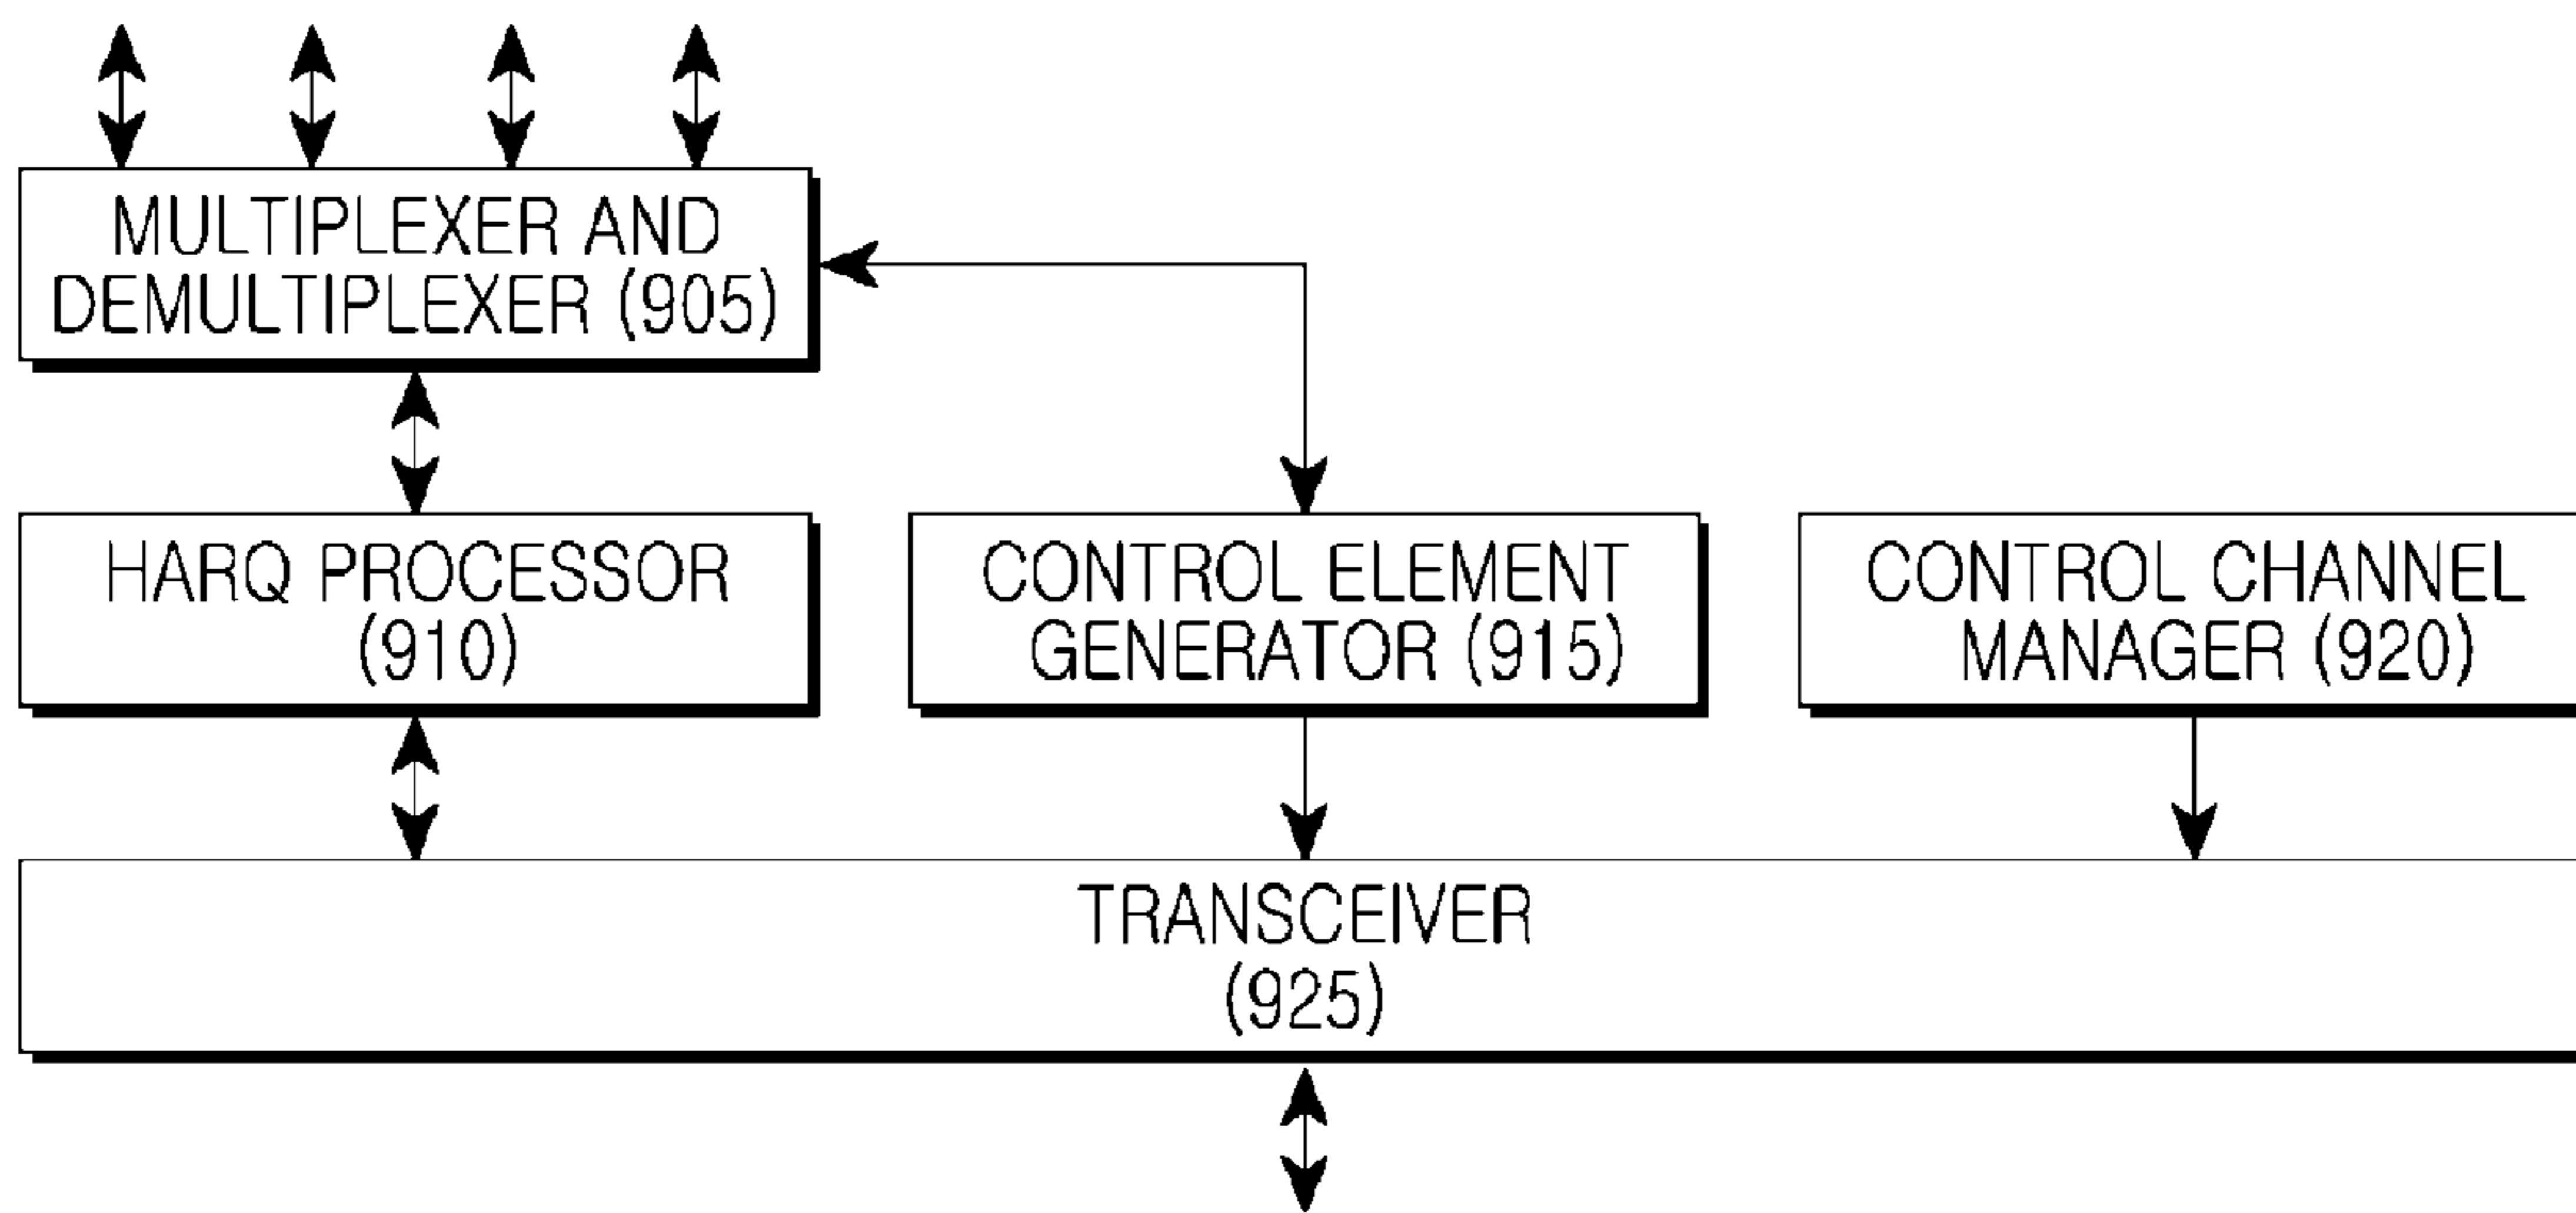 MULTIPLEXER AND
DEMULTIPLEXER (905)
HARQ PROCESSOR
(910)
CONTROL ELEMENT
GENERATOR (915)
CONTROL CHANNEL
MANAGER (920)
TRANSCEIVER
(925)